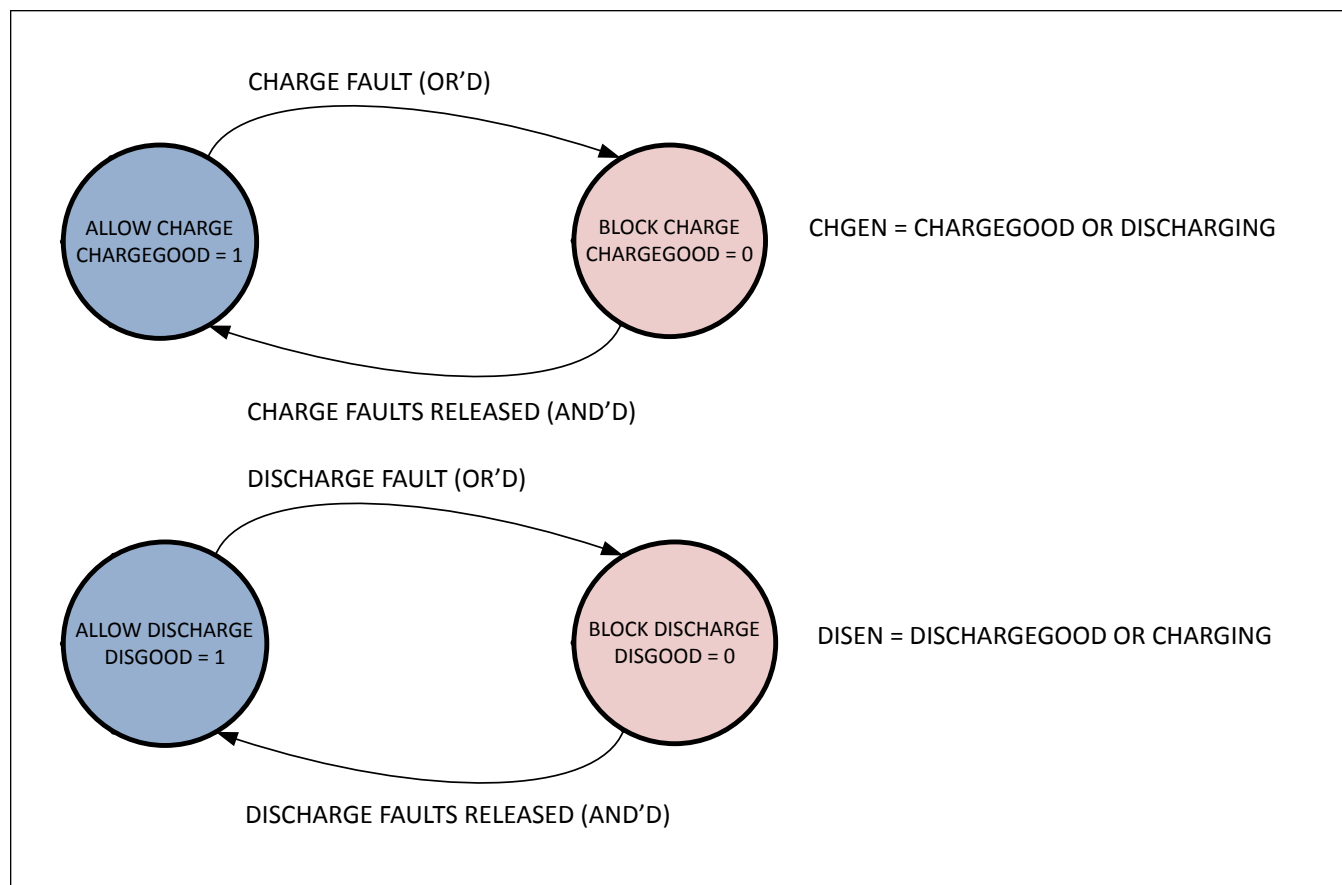 CHARGE FAULT (OR’D)
ALLOW CHARGE
CHARGEGOOD = 1
BLOCK CHARGE
CHARGEGOOD = 0
CHGEN = CHARGEGOOD OR DISCHARGING
CHARGE FAULTS RELEASED (AND’D)
DISCHARGE FAULT (OR’D)
ALLOW DISCHARGE
DISGOOD = 1
BLOCK DISCHARGE
DISGOOD = 0
DISEN = DISCHARGEGOOD OR CHARGING
DISCHARGE FAULTS RELEASED (AND’D)